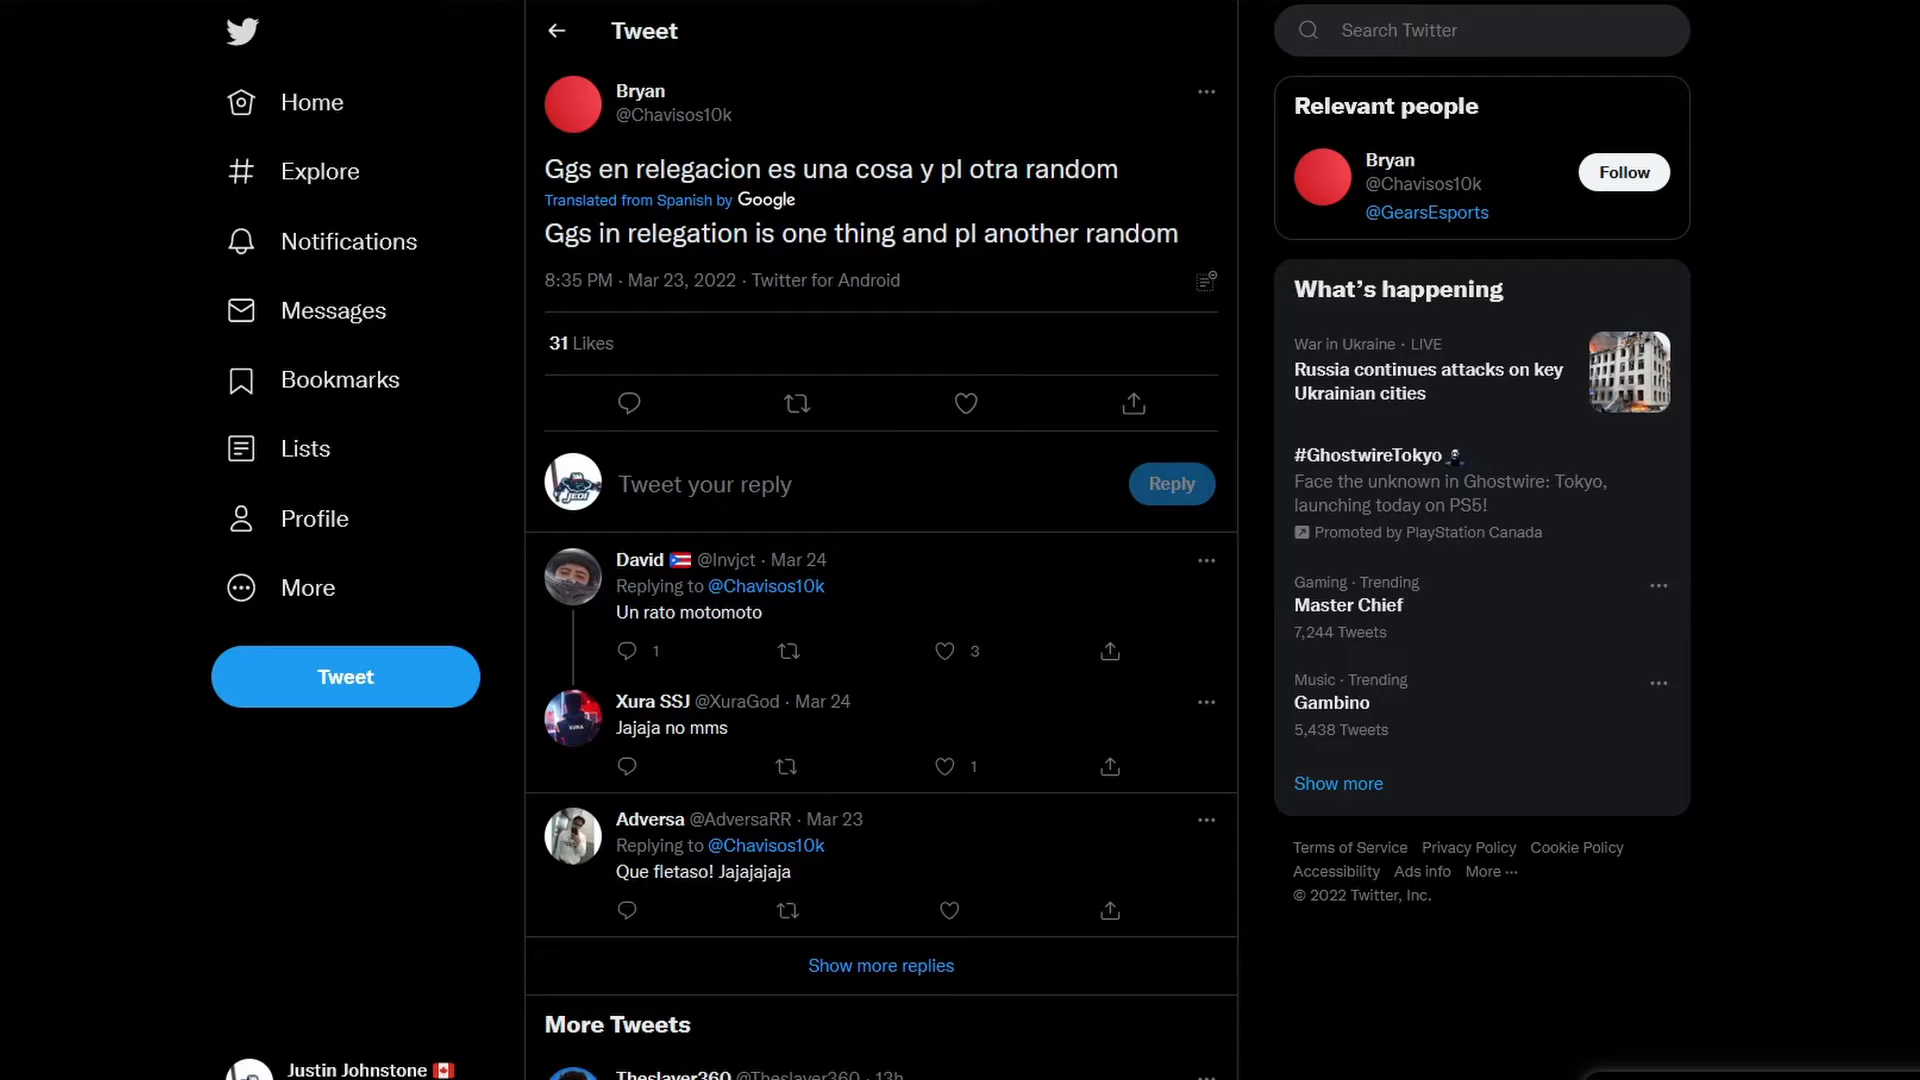 Home
Explore
Notifications
Messages
Bookmarks
Lists
Profile
More
Tweet
Justin Johnstone
Tweet
Bryan
@Chavisos10k
Ggs en relegacion es una cosa y pl otra random
Translated from Spanish by Google
Ggs in relegation is one thing and pl another random
8:35 PM · Mar 23, 2022 · Twitter for Android
31 Likes
Tweet your reply
Reply
David @Invjct · Mar 24
Replying to @Chavisos10k
Un rato motomoto
1
3
Xura SSJ @XuraGod · Mar 24
Jajaja no mms
1
Adversa @AdversaRR · Mar 23
Replying to @Chavisos10k
Que fletaso! Jajajajaja
Show more replies
More Tweets
Theslayer360 @Theslayer360 · 13h
Search Twitter
Relevant people
Bryan
@Chavisos10k
Follow
@GearsEsports
What's happening
War in Ukraine · LIVE
Russia continues attacks on key
Ukrainian cities
#GhostwireTokyo
Face the unknown in Ghostwire: Tokyo,
launching today on PS5!
Promoted by PlayStation Canada
Gaming · Trending
Master Chief
7,244 Tweets
Music · Trending
Gambino
5,438 Tweets
Show more
Terms of Service Privacy Policy Cookie Policy
Accessibility Ads info More ···
© 2022 Twitter, Inc.